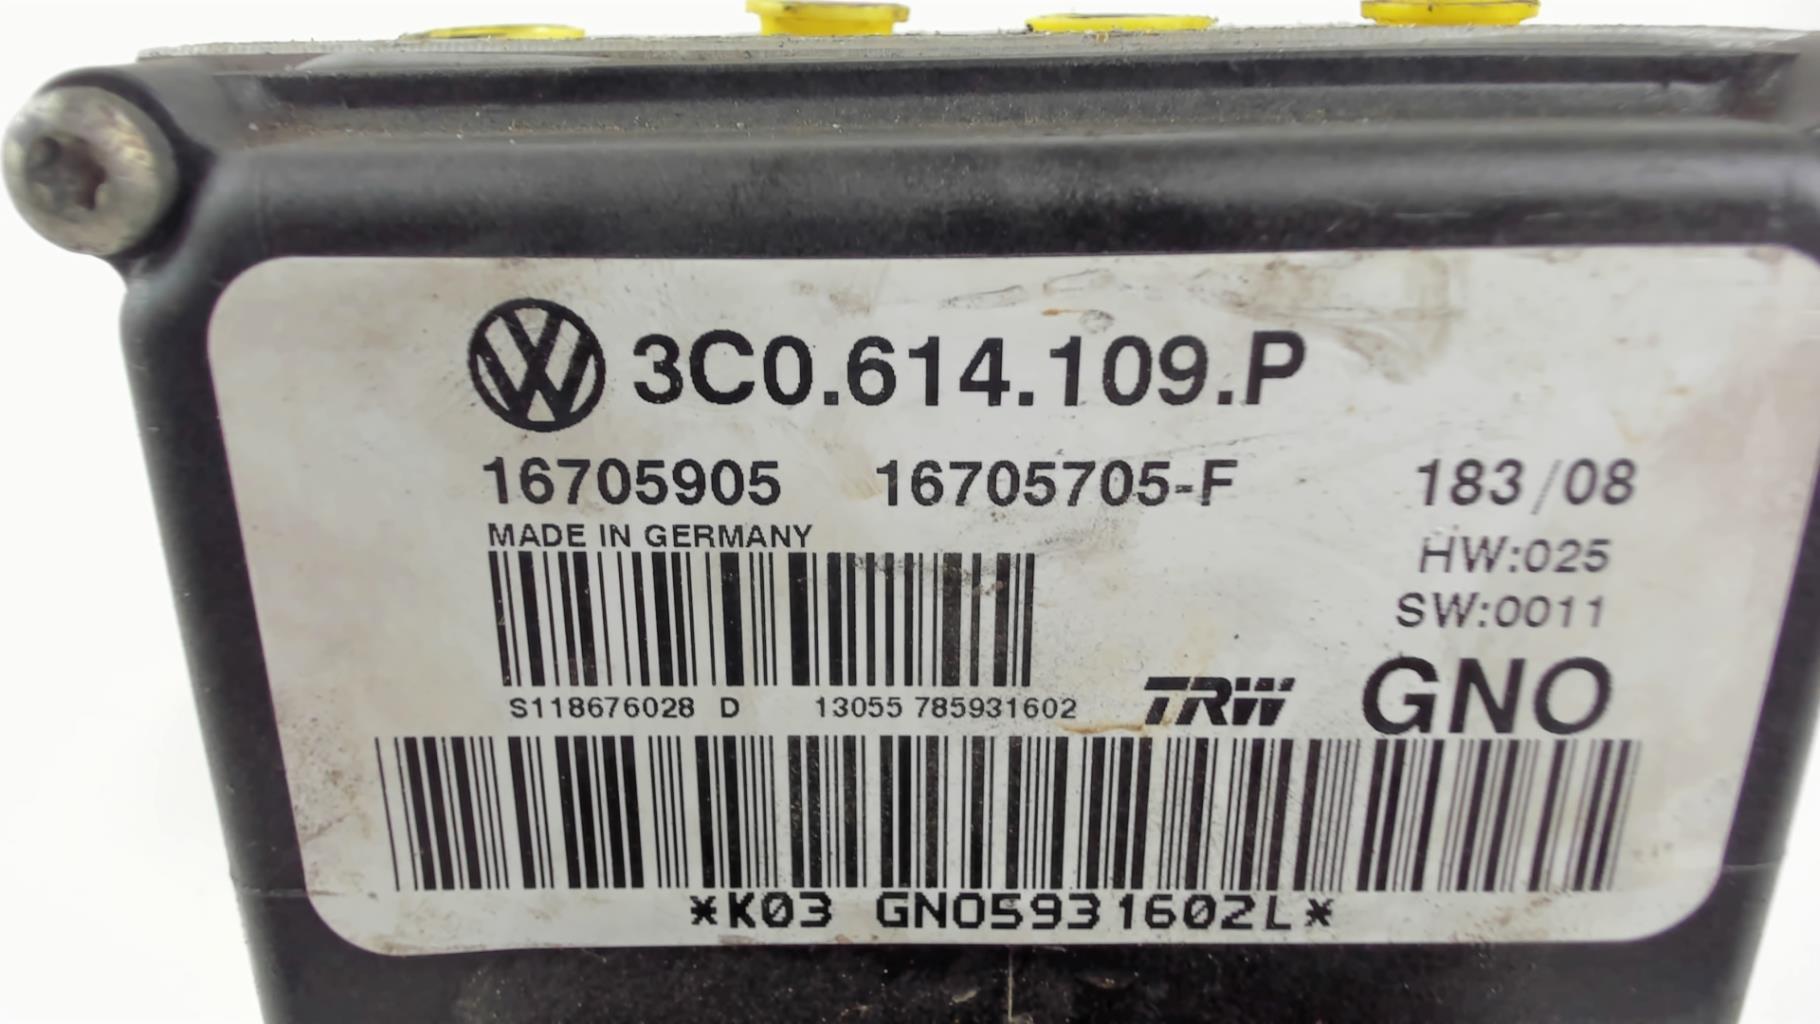 3C0.614.109.P
16705905 16705705-F 183/08
MADE IN GERMANY
HW:025
SW:0011
S118676028 D 13055 785931602
TRW GNO
*K03 GNO5931602L*